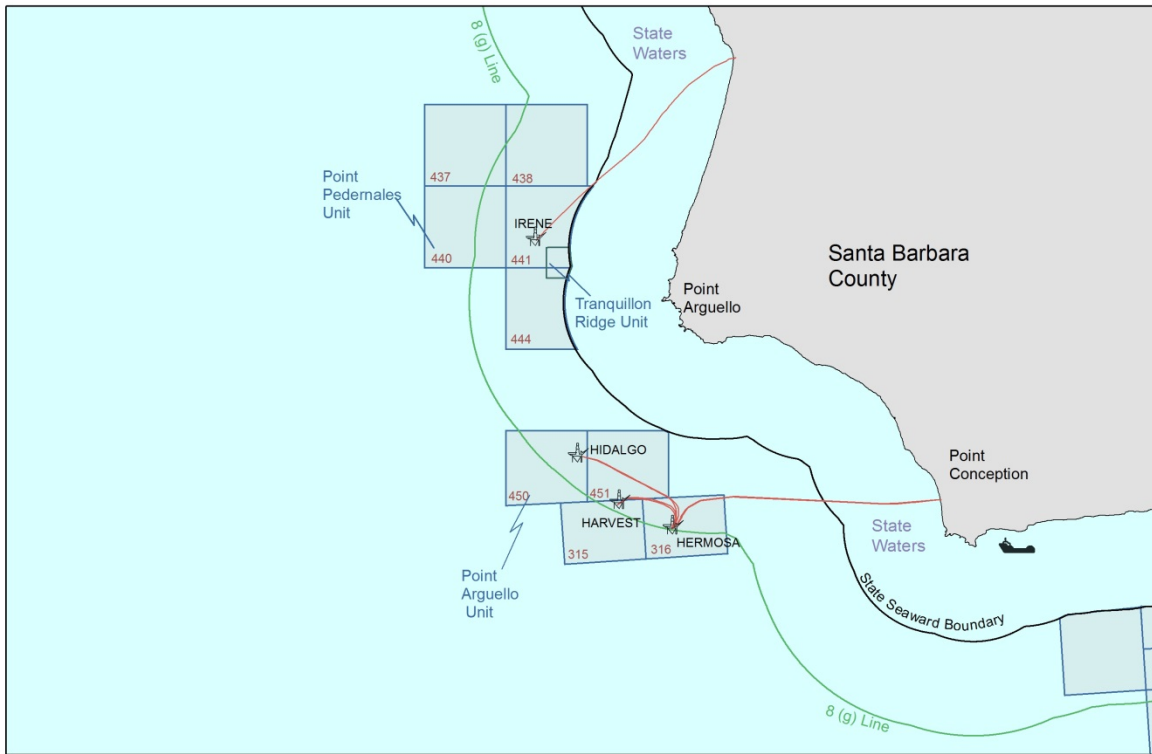 8 (g) Line
State
Waters
437
438
Point
Pedernales
Unit
IRENE
440
441
Santa Barbara
County
Point
Arguello
Tranquillon
Ridge Unit
444
HIDALGO
Point
Conception
450
451
HARVEST
HERMOSA
315
316
State
Waters
Point
Arguello
Unit
State Seaward Boundary
8 (g) Line